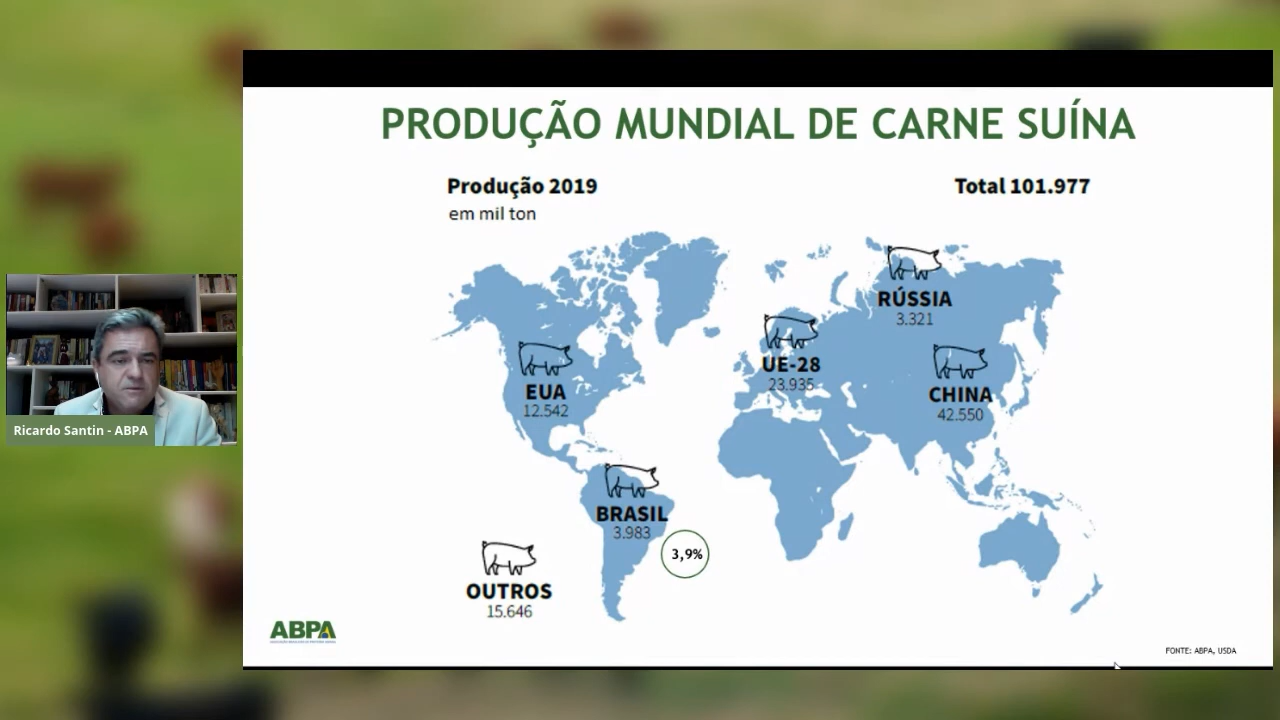 PRODUÇÃO MUNDIAL DE CARNE SUÍNA
Produção 2019
Total 101.977
em mil ton
RÚSSIA
3.321
UE-28
23.935
EUA
12.542
CHINA
42.550
BRASIL
3.983
3,9%
OUTROS
15.646
ABPA
FONTE: ABPA, USDA
Ricardo Santin - ABPA